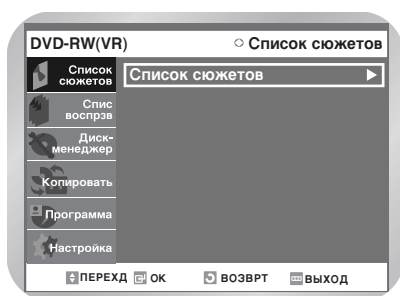 DVD-RW(VR) Список сюжетов
Список сюжетов
Список сюжетов
Спис воспрзв
Диск-менеджер
Копировать
Программа
Настройка
ПЕРЕХД ОК ВОЗВРТ ВЫХОД